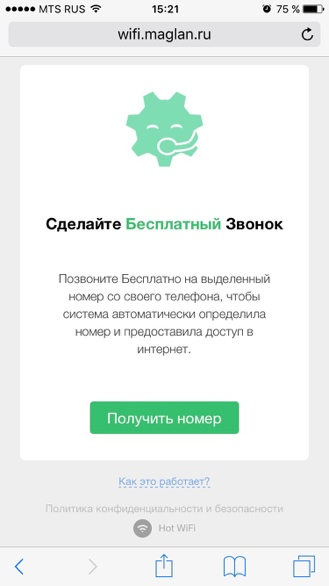 MTS RUS 15:21 75 %
wifi.maglan.ru
Сделайте Бесплатный Звонок
Позвоните Бесплатно на выделенный
номер со своего телефона, чтобы
система автоматически определила
номер и предоставила доступ в
интернет.
Получить номер
Как это работает?
Политика конфиденциальности и безопасности
Hot WiFi